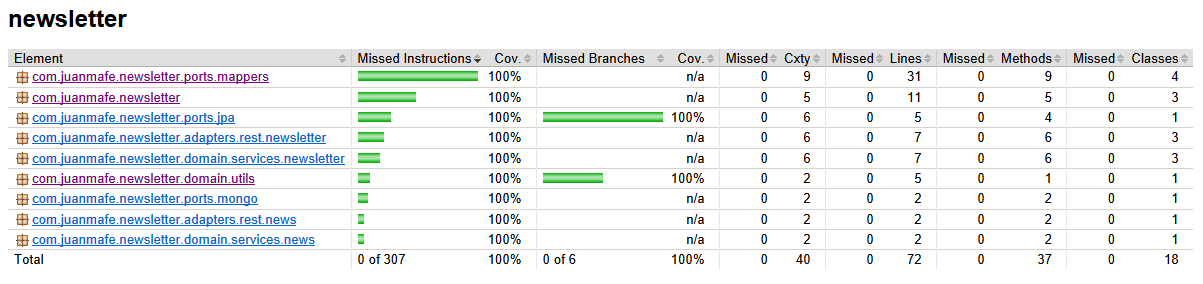 newsletter
Element Missed Instructions Cov. Missed Branches Cov. Missed Cxty Missed Lines Missed Methods Missed Classes
com.juanmafe.newsletter.ports.mappers 100% n/a 0 9 0 31 0 9 0 4
com.juanmafe.newsletter 100% n/a 0 5 0 11 0 5 0 3
com.juanmafe.newsletter.ports.jpa 100% 100% 0 6 0 5 0 4 0 1
com.juanmafe.newsletter.adapters.rest.newsletter 100% n/a 0 6 0 7 0 6 0 3
com.juanmafe.newsletter.domain.services.newsletter 100% n/a 0 6 0 7 0 6 0 3
com.juanmafe.newsletter.domain.utils 100% 100% 0 2 0 5 0 1 0 1
com.juanmafe.newsletter.ports.mongo 100% n/a 0 2 0 2 0 2 0 1
com.juanmafe.newsletter.adapters.rest.news 100% n/a 0 2 0 2 0 2 0 1
com.juanmafe.newsletter.domain.services.news 100% n/a 0 2 0 2 0 2 0 1
Total 0 of 307 100% 0 of 6 100% 0 40 0 72 0 37 0 18